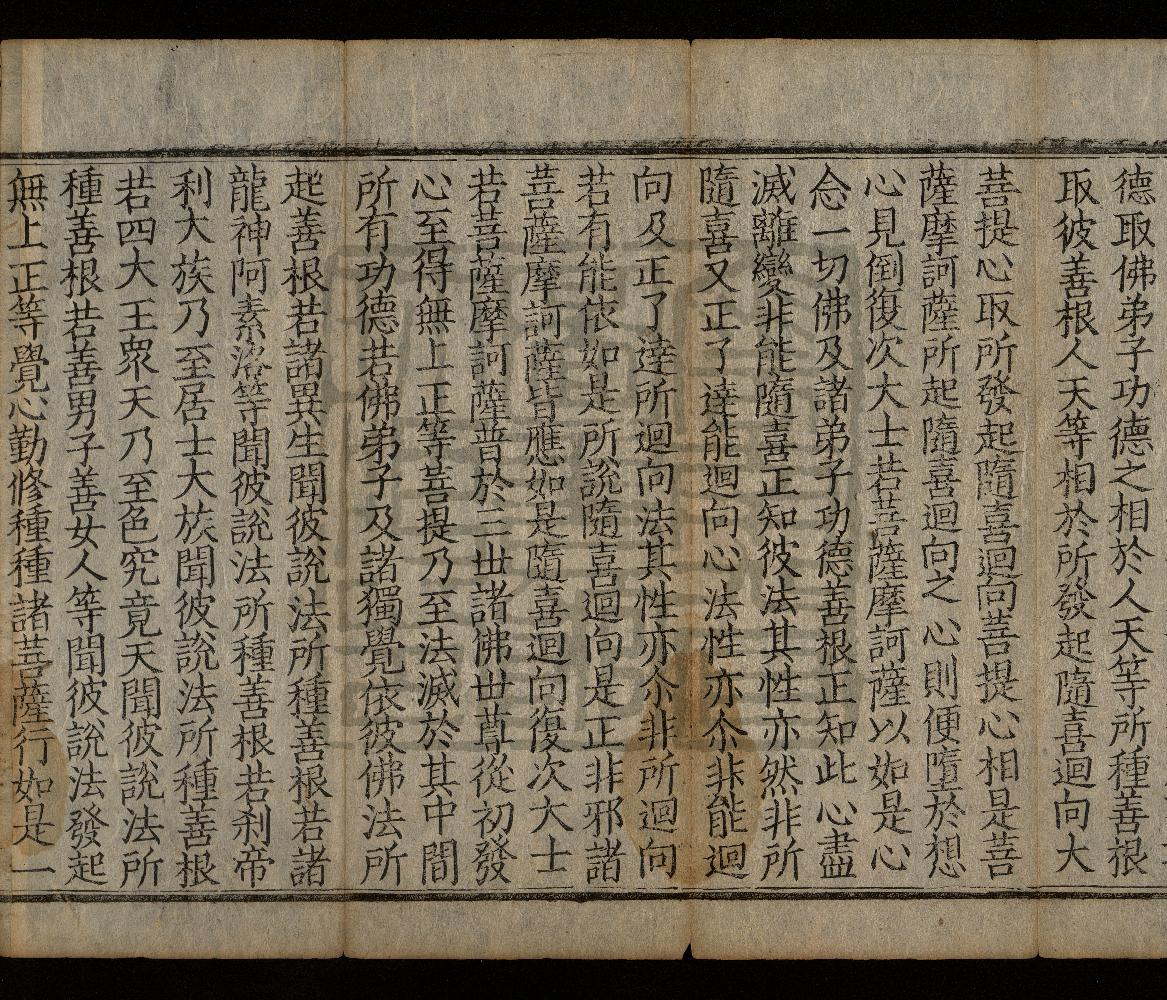 德取佛弟子功德之相於人天等所種善根
取彼善根人天等相於所發起隨喜迴向大
菩提心取所發起隨喜迴向菩提心相是菩
薩摩訶薩所起隨喜迴向之心則便墮於想
心見倒復次大士若菩薩摩訶薩以如是心
念一切佛及諸弟子功德善根正知此心盡
滅離變非能隨喜正知彼法其性亦然非所
隨喜又正了達能迴向心法性亦尒非能迴
向及正了達所迴向法其性亦尒非所迴向
若有能依如是所說隨喜迴向是正非邪諸
菩薩摩訶薩皆應如是隨喜迴向復次大士
若菩薩摩訶薩普於三世諸佛世尊從初發
心至得無上正等菩提乃至法滅於其中間
所有功德若佛弟子及諸獨覺依彼佛法所
起善根若諸異生聞彼說法所種善根若諸
龍神阿素洛等聞彼說法所種善根若刹帝
利大族乃至居士大族聞彼說法所種善根
若四大王眾天乃至色究竟天聞彼說法所
種善根若善男子善女人等聞彼說法發起
無上正等覺心勤修種種諸菩薩行如是一